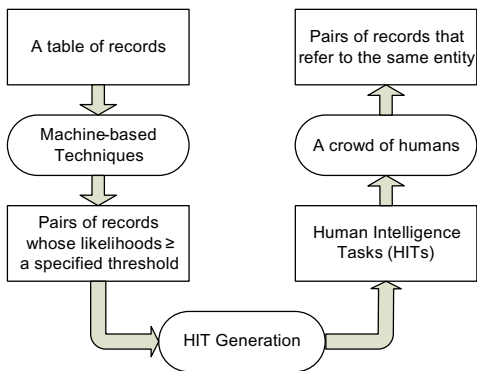 A table of records
Machine-based
Techniques
Pairs of records
whose likelihoods ≥
a specified threshold
HIT Generation
Human Intelligence
Tasks (HITs)
A crowd of humans
Pairs of records that
refer to the same entity